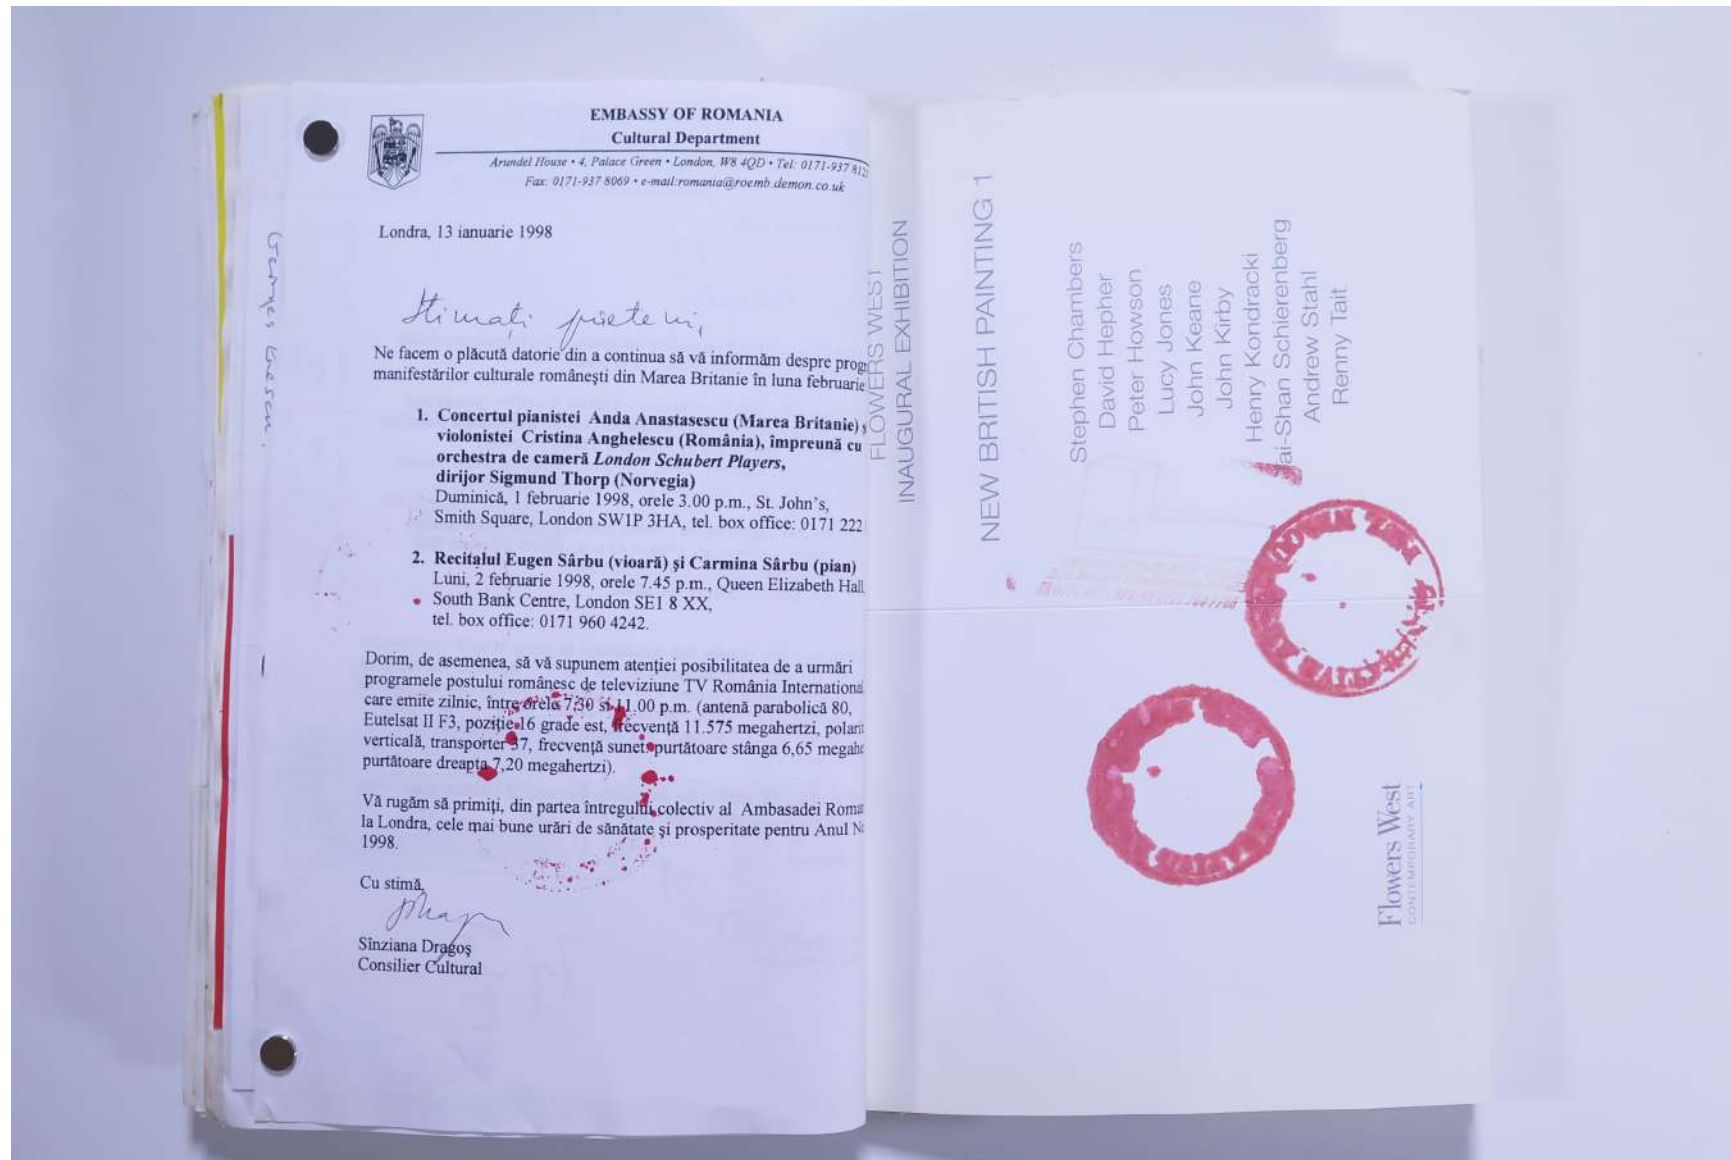 EMBASSY OF ROMANIA
Cultural Department
Arundel House • 4, Palace Green • London, W8 4QD • Tel: 0171-937 812
Fax: 0171-937 8069 • e-mail:romania@roemb.demon.co.uk
Londra, 13 ianuarie 1998
Stimați prieteni,
Ne facem o plăcută datorie din a continua să vă informăm despre prog
manifestărilor culturale românești din Marea Britanie în luna februarie
1. Concertul pianistei Anda Anastasescu (Marea Britanie) ș
violonistei Cristina Anghelescu (România), împreună cu
orchestra de cameră London Schubert Players,
dirijor Sigmund Thorp (Norvegia)
Duminică, 1 februarie 1998, orele 3.00 p.m., St. John's,
Smith Square, London SW1P 3HA, tel. box office: 0171 222
2. Recitalul Eugen Sârbu (vioară) şi Carmina Sârbu (pian)
Luni, 2 februarie 1998, orele 7.45 p.m., Queen Elizabeth Hall
South Bank Centre, London SE1 8 XX,
tel. box office: 0171 960 4242.
Dorim, de asemenea, să vă supunem atenției posibilitatea de a urmări
programele postului românesc de televiziune TV România Internationa
care emite zilnic, între orele 7.30 si 11.00 p.m. (antenă parabolică 80,
Eutelsat II F3, poziție 16 grade est, frecvență 11.575 megahertzi, polarit
verticală, transporter 37, frecvență sunet: purtătoare stânga 6,65 megahe
purtătoare dreapta 7,20 megahertzi).
Vă rugăm să primiți, din partea întregului colectiv al Ambasadei Roma
la Londra, cele mai bune urări de sănătate și prosperitate pentru Anul N
1998.
Cu stimă,
Sînziana Dragoş
Consilier Cultural
Georges
FLOWERS WEST
INAUGURAL EXHIBITION
NEW BRITISH PAINTING 1
Stephen Chambers
David Hepher
Peter Howson
Lucy Jones
John Keane
John Kirby
Henry Kondracki
Jai-Shan Schierenberg
Andrew Stahl
Renny Tait
Flowers West
CONTEMPORARY ART